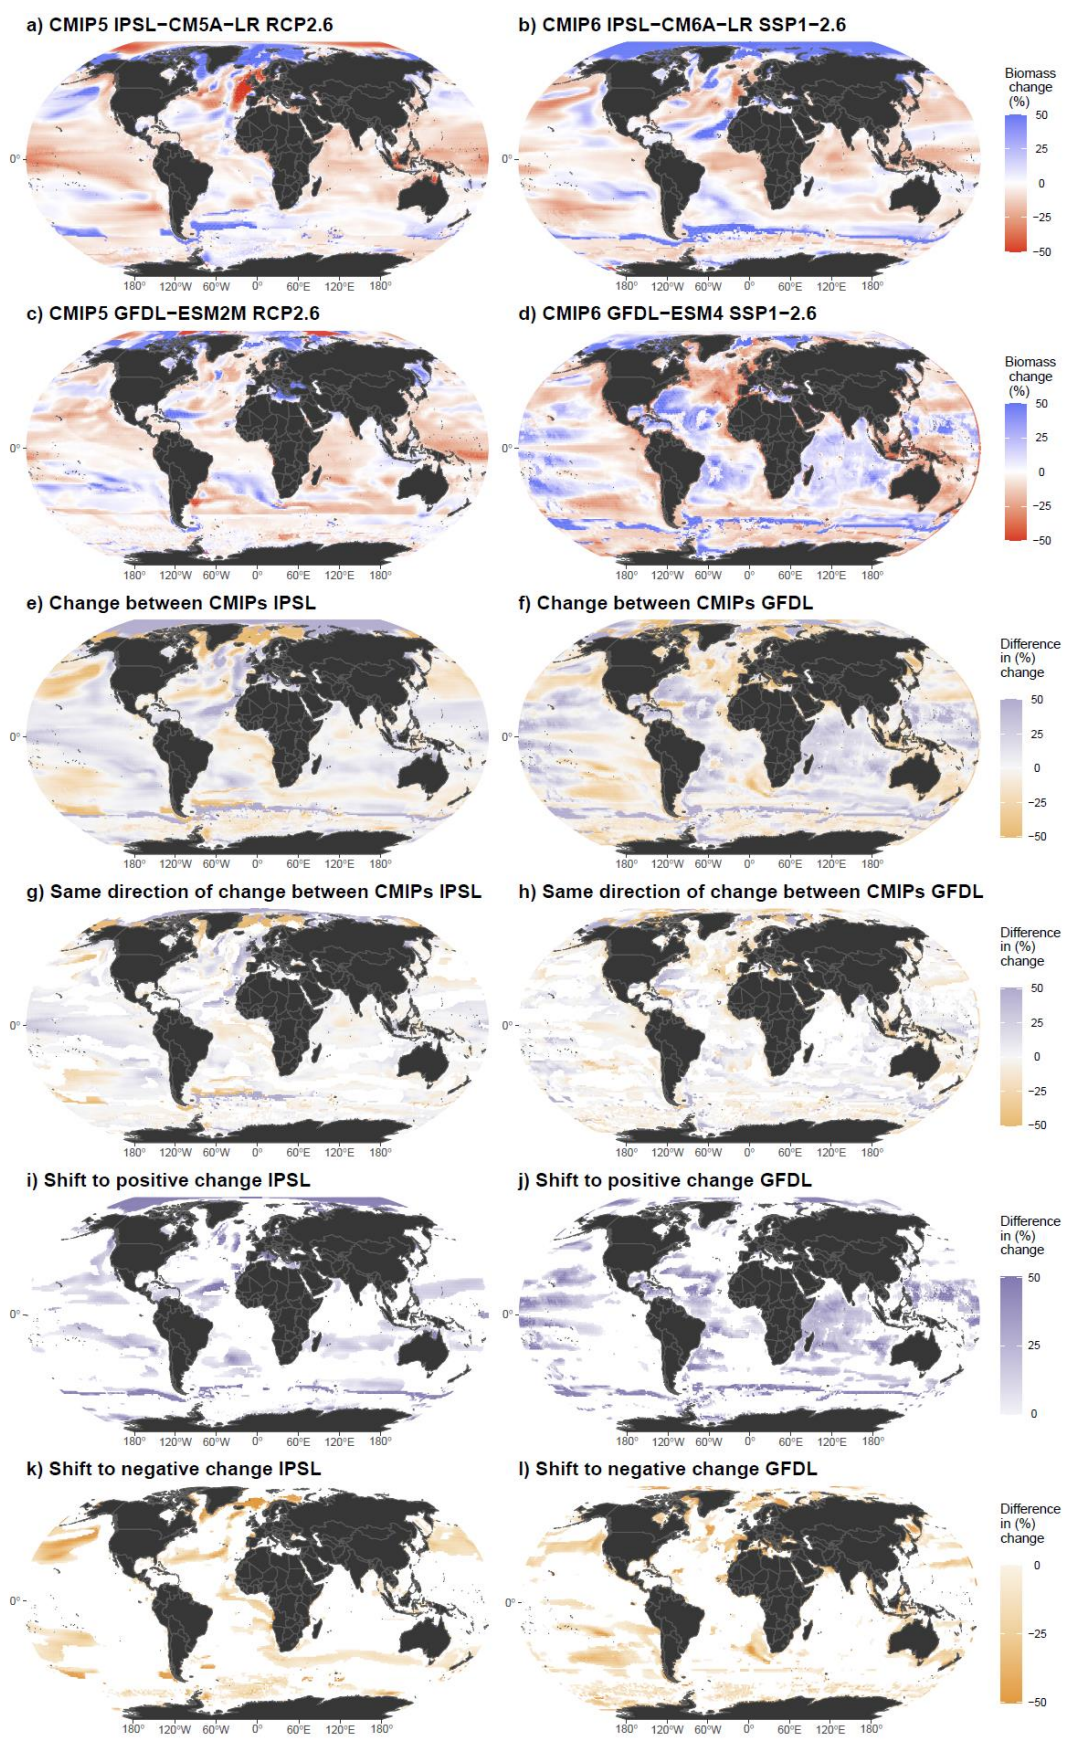 a) CMIP5 IPSL−CM5A−LR RCP2.6
b) CMIP6 IPSL−CM6A−LR SSP1−2.6
Biomass
change
(%)
50
25
0
−25
−50
0°
180° 120°W 60°W 0° 60°E 120°E 180°
180° 120°W 60°W 0° 60°E 120°E 180°
c) CMIP5 GFDL−ESM2M RCP2.6
d) CMIP6 GFDL−ESM4 SSP1−2.6
Biomass
change
(%)
50
25
0
−25
−50
0°
0°
180° 120°W 60°W 0° 60°E 120°E 180°
180° 120°W 60°W 0° 60°E 120°E 180°
e) Change between CMIPs IPSL
f) Change between CMIPs GFDL
Difference
in (%)
change
50
25
0
−25
−50
0°
0°
180° 120°W 60°W 0° 60°E 120°E 180°
180° 120°W 60°W 0° 60°E 120°E 180°
g) Same direction of change between CMIPs IPSL
h) Same direction of change between CMIPs GFDL
Difference
in (%)
change
50
25
0
−25
−50
0°
0°
180° 120°W 60°W 0° 60°E 120°E 180°
180° 120°W 60°W 0° 60°E 120°E 180°
i) Shift to positive change IPSL
j) Shift to positive change GFDL
Difference
in (%)
change
50
25
0
0°
0°
180° 120°W 60°W 0° 60°E 120°E 180°
180° 120°W 60°W 0° 60°E 120°E 180°
k) Shift to negative change IPSL
l) Shift to negative change GFDL
Difference
in (%)
change
0
−25
−50
0°
0°
180° 120°W 60°W 0° 60°E 120°E 180°
180° 120°W 60°W 0° 60°E 120°E 180°